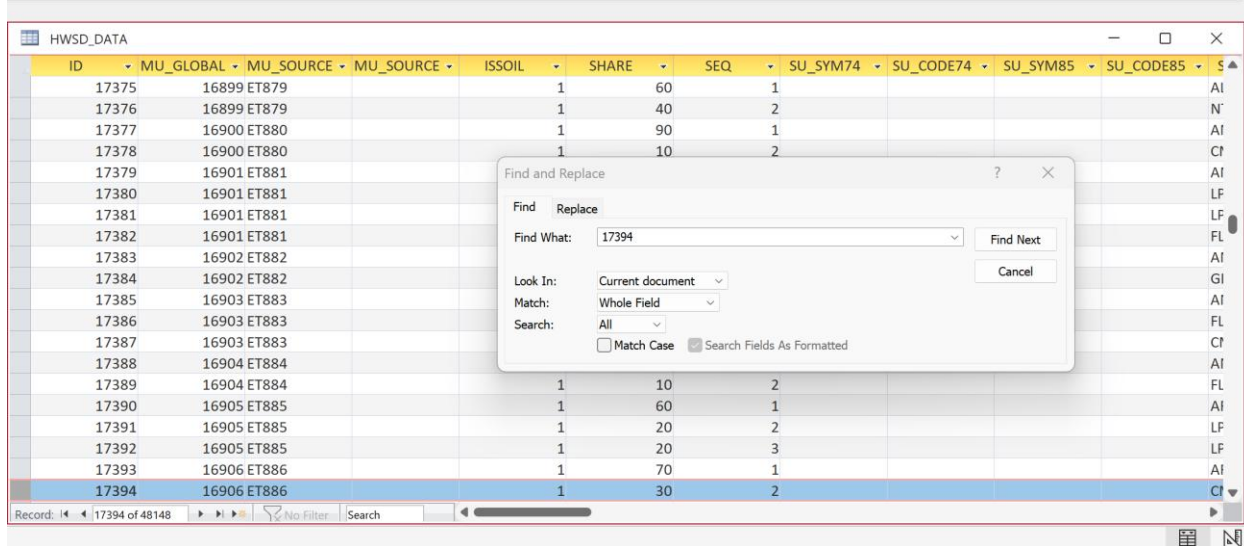 HWSD_DATA
ID MU_GLOBAL MU_SOURCE MU_SOURCE ISSOIL SHARE SEQ SU_SYM74 SU_CODE74 SU_SYM85 SU_CODE85
17375 16899 ET879 1 60 1
17376 16899 ET879 1 40 2
17377 16900 ET880 1 90 1
17378 16900 ET880 1 10 2
17379 16901 ET881
17380 16901 ET881
17381 16901 ET881
17382 16901 ET881
17383 16902 ET882
17384 16902 ET882
17385 16903 ET883
17386 16903 ET883
17387 16903 ET883
17388 16904 ET884
17389 16904 ET884 1 10 2
17390 16905 ET885 1 60 1
17391 16905 ET885 1 20 2
17392 16905 ET885 1 20 3
17393 16906 ET886 1 70 1
17394 16906 ET886 1 30 2
Find and Replace ?
Find Replace
Find What: 17394 Find Next
Cancel
Look In: Current document
Match: Whole Field
Search: All
Match Case Search Fields As Formatted
Record: 17394 of 48148 No Filter Search